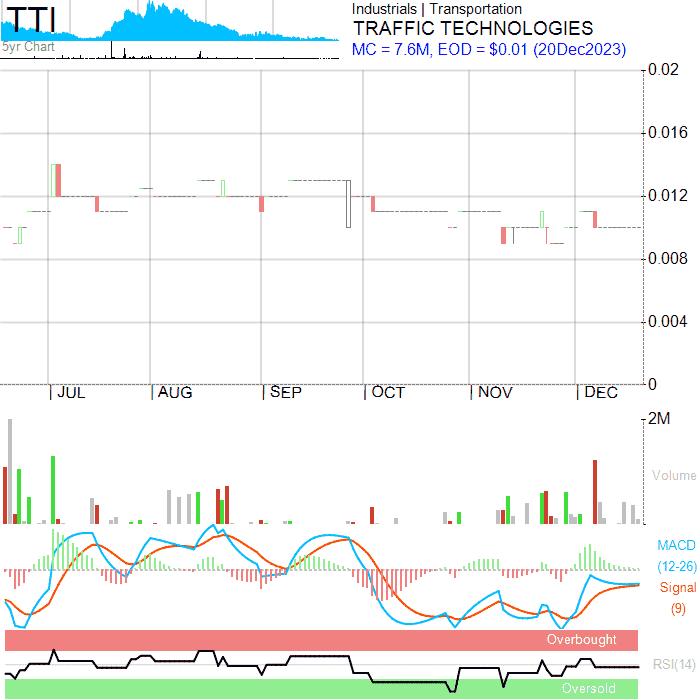 TTI
5yr Chart
Industrials | Transportation
TRAFFIC TECHNOLOGIES
MC = 7.6M, EOD = $0.01 (20Dec2023)
0.02
0.016
0.012
0.008
0.004
0
JUL
AUG
SEP
OCT
NOV
DEC
2M
Volume
MACD
(12-26)
Signal
(9)
Overbought
RSI(14)
Oversold